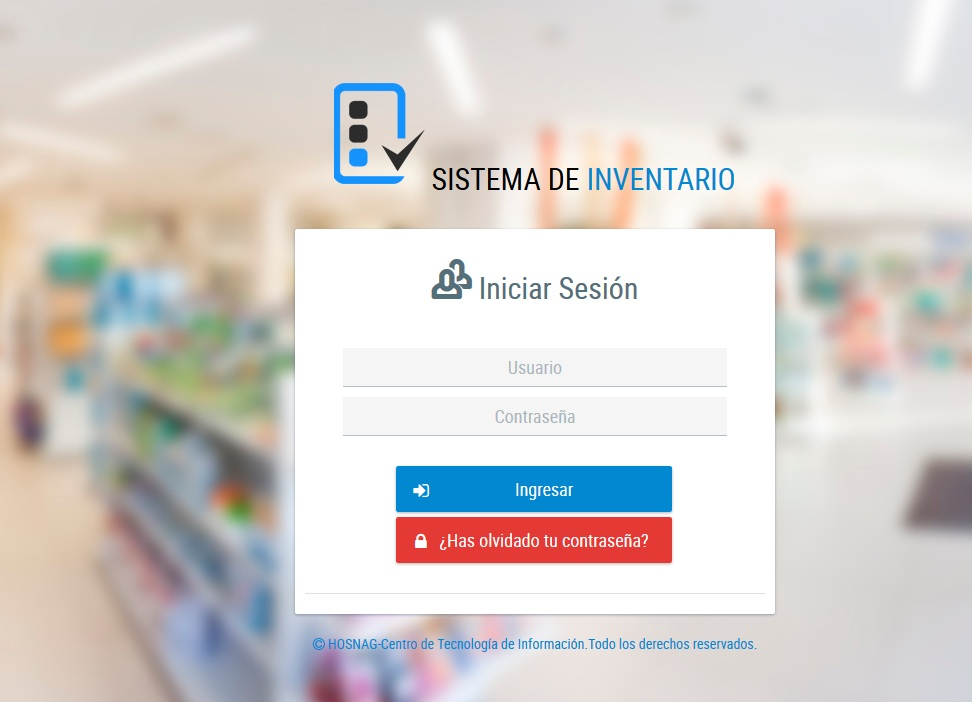 SISTEMA DE INVENTARIO
Iniciar Sesión
Usuario
Contraseña
Ingresar
¿Has olvidado tu contraseña?
© HOSNAG-Centro de Tecnología de Información.Todo los derechos reservados.